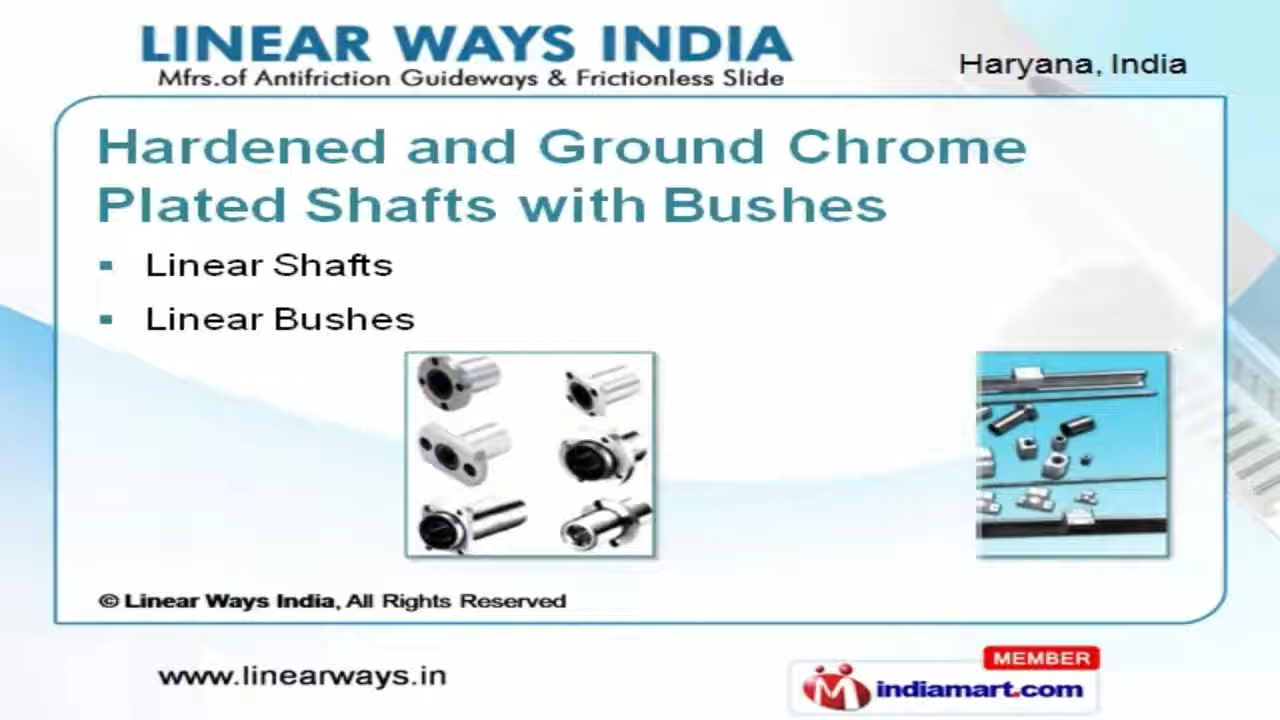 LINEAR WAYS INDIA
Mfrs.of Antifriction Guideways & Frictionless Slide
Haryana, India
Hardened and Ground Chrome
Plated Shafts with Bushes
Linear Shafts
Linear Bushes
© Linear Ways India, All Rights Reserved
www.linearways.in
MEMBER
indiamart.com